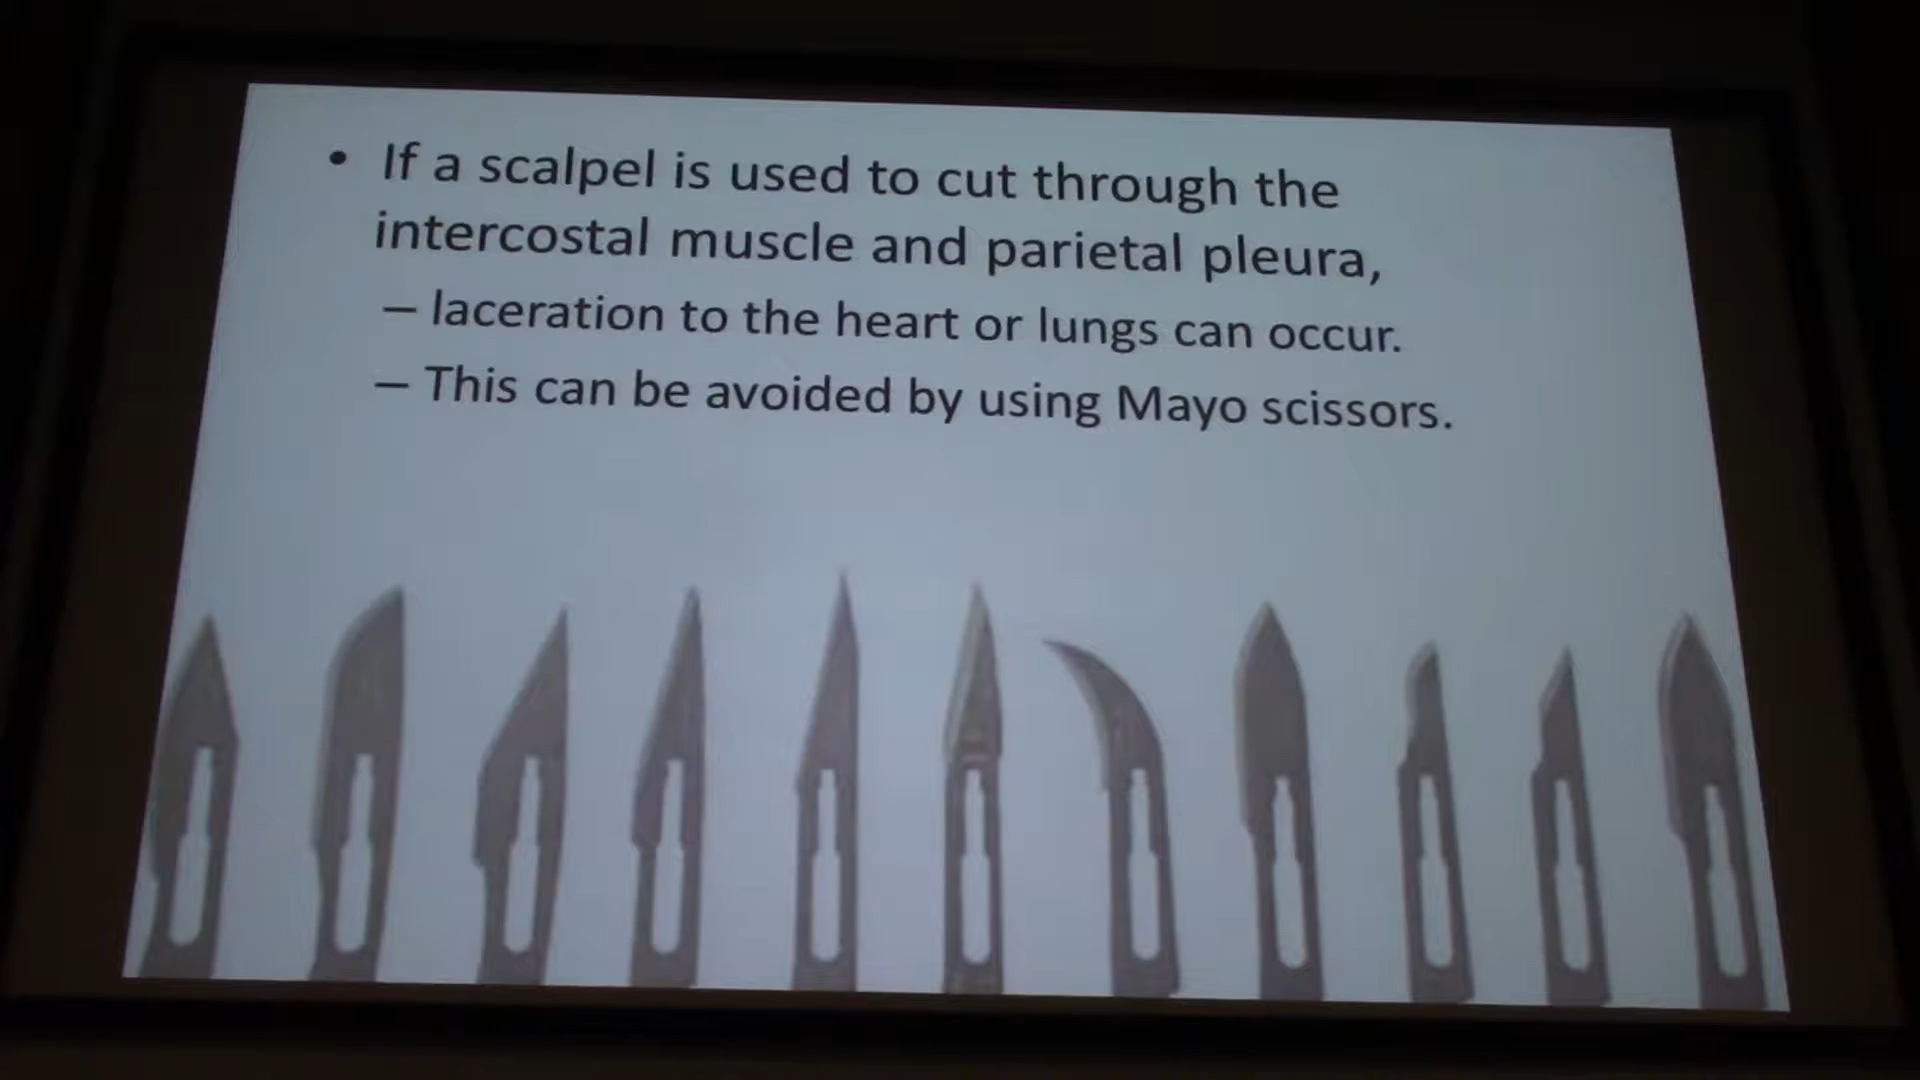 • If a scalpel is used to cut through the
intercostal muscle and parietal pleura,
– laceration to the heart or lungs can occur.
– This can be avoided by using Mayo scissors.